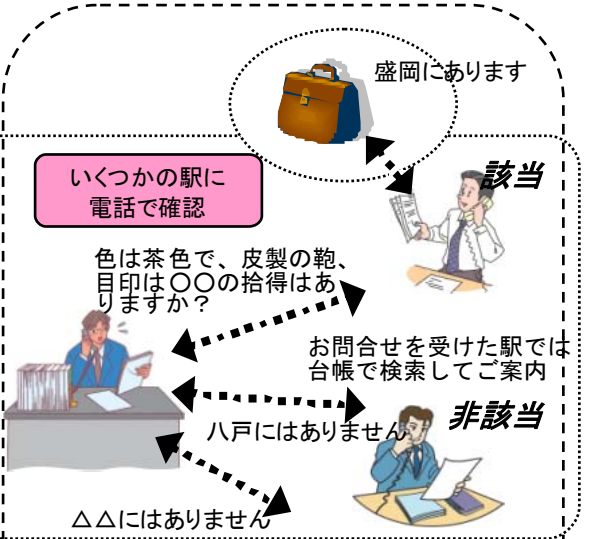 盛岡にあります
該当
いくつかの駅に
電話で確認
色は茶色で、皮製の鞄、
目印は〇〇の拾得はあ
りますか？
お問合せを受けた駅では
台帳で検索してご案内
非該当
八戸にはありません
△△にはありません